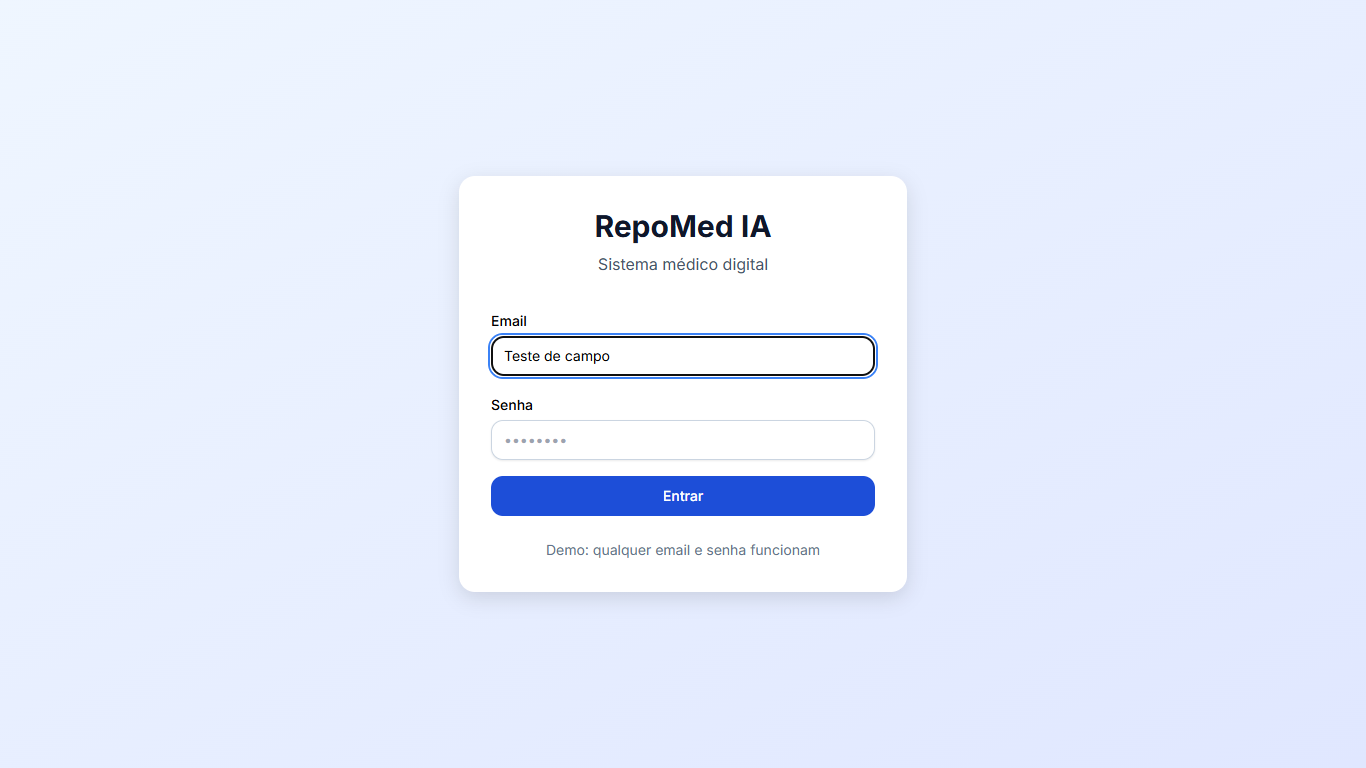 RepoMed IA
Sistema médico digital
Email
Teste de campo
Senha
••••••••
Entrar
Demo: qualquer email e senha funcionam